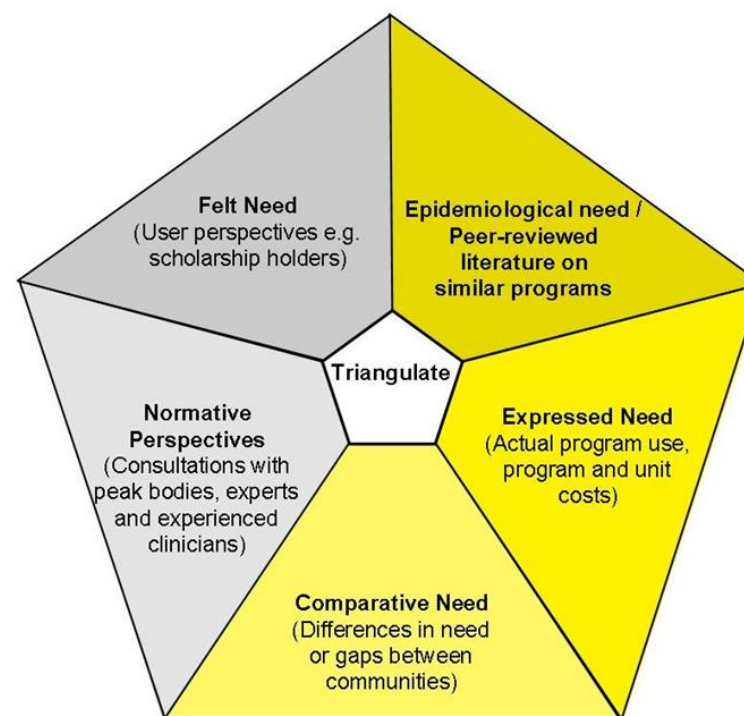 Felt Need
(User perspectives e.g.
scholarship holders)
Epidemiological need /
Peer-reviewed
literature on
similar programs
Triangulate
Normative
Perspectives
(Consultations with
peak bodies, experts
and experienced
clinicians)
Expressed Need
(Actual program use,
program and unit
costs)
Comparative Need
(Differences in need
or gaps between
communities)